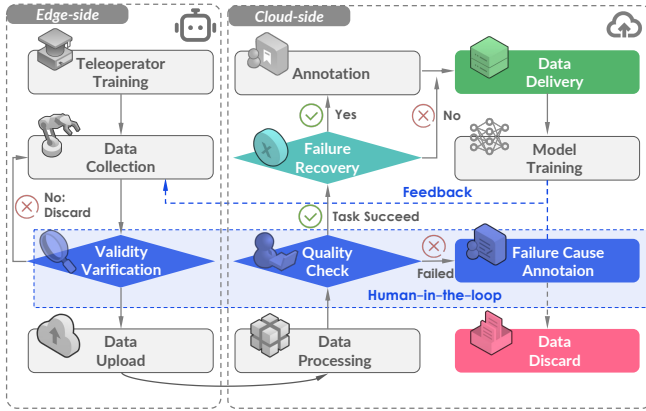 Edge-side
Cloud-side
Teleoperator
Training
Annotation
Data
Delivery
Yes
No
Data
Collection
Failure
Recovery
Model
Training
No:
Discard
Feedback
Task Succeed
Validity
Varification
Quality
Check
Failed
Failure Cause
Annotaion
Human-in-the-loop
Data
Upload
Data
Processing
Data
Discard